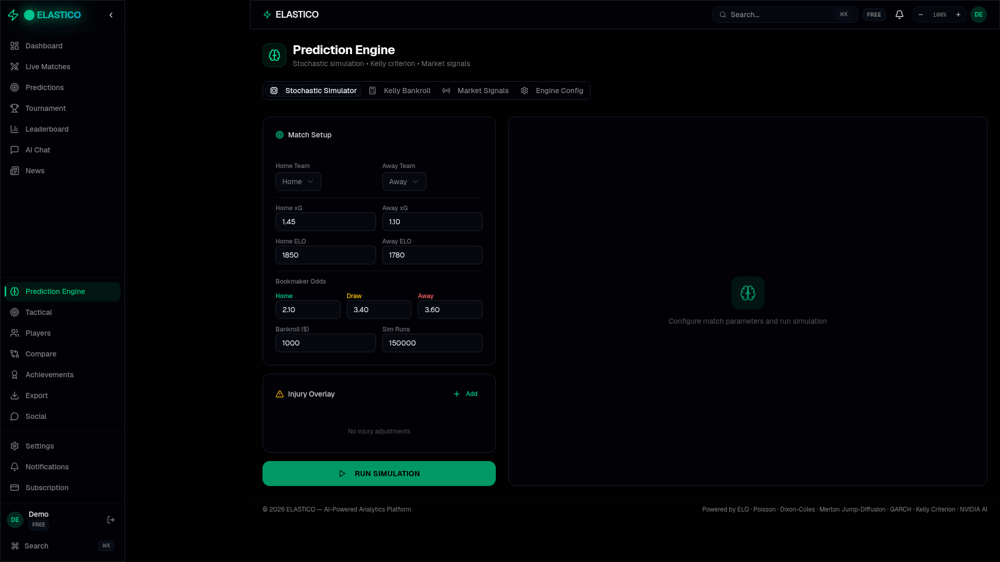 ELASTICO
Dashboard
Live Matches
Predictions
Tournament
Leaderboard
AI Chat
News
Prediction Engine
Tactical
Players
Compare
Achievements
Export
Social
Settings
Notifications
Subscription
DE
Demo
FREE
Search
⌘K
ELASTICO
Search...
⌘K
FREE
− 100% +
DE
Prediction Engine
Stochastic simulation • Kelly criterion • Market signals
Stochastic Simulator
Kelly Bankroll
Market Signals
Engine Config
Match Setup
Home Team
Away Team
Home
Away
Home xG
Away xG
1.45
1.10
Home ELO
Away ELO
1850
1780
Bookmaker Odds
Home
Draw
Away
2.10
3.40
3.60
Bankroll ($)
Sim Runs
1000
150000
Injury Overlay
+ Add
No injury adjustments
RUN SIMULATION
Configure match parameters and run simulation
© 2026 ELASTICO — AI-Powered Analytics Platform
Powered by ELO · Poisson · Dixon-Coles · Merton Jump-Diffusion · GARCH · Kelly Criterion · NVIDIA AI